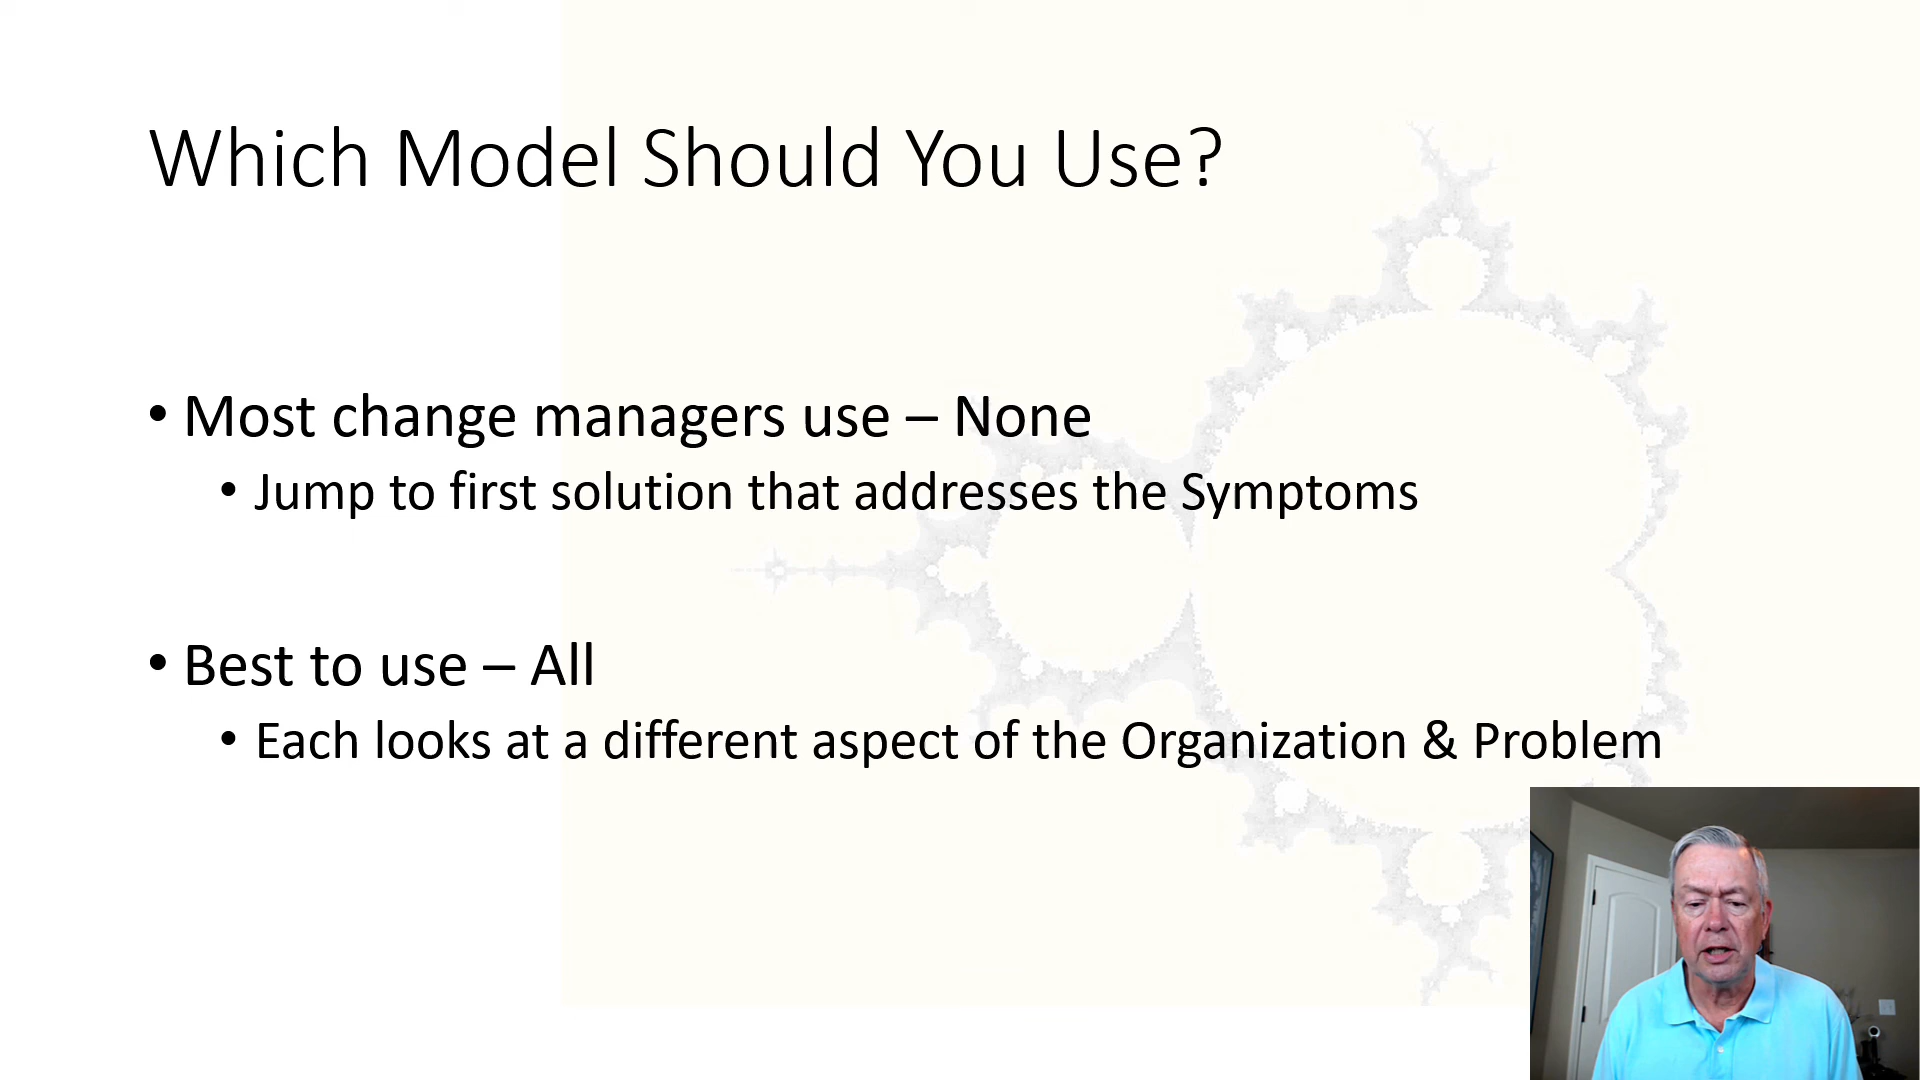 Which Model Should You Use?
• Most change managers use – None
• Jump to first solution that addresses the Symptoms
• Best to use – All
• Each looks at a different aspect of the Organization & Problem